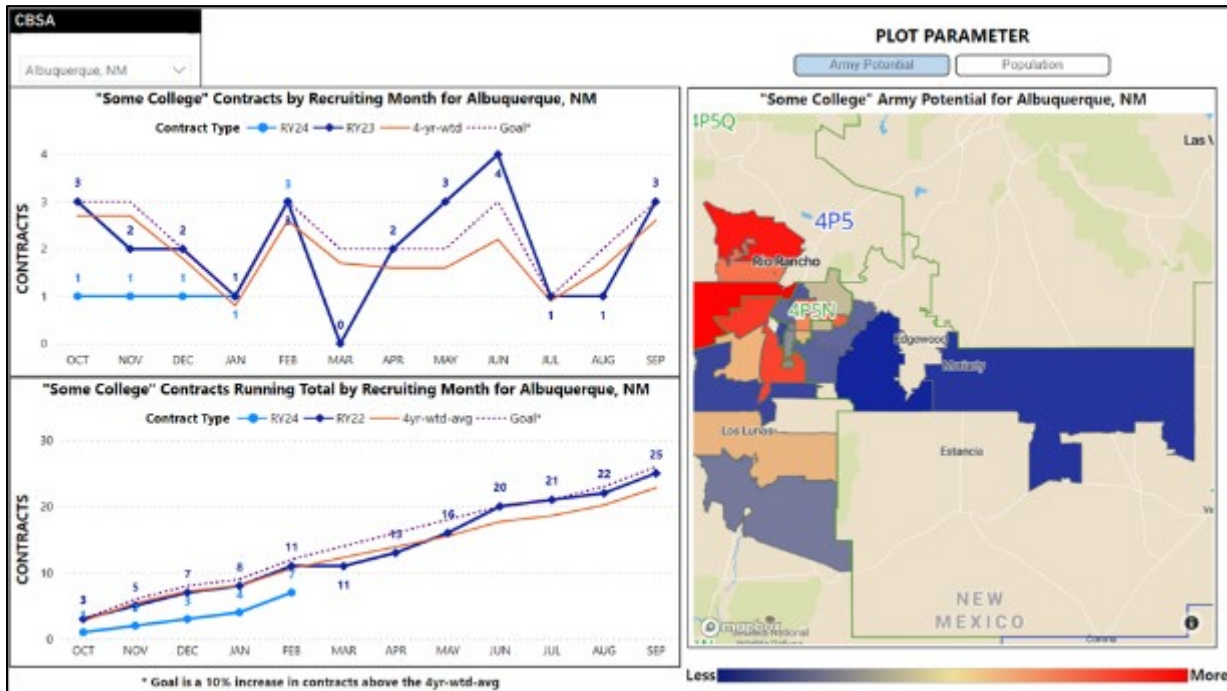 CBSA
Albuquerque, NM
PLOT PARAMETER
Army Potential
Population
"Some College" Contracts by Recruiting Month for Albuquerque, NM
Contract Type RY24 RY23 4-yr-wtd Goal*
CONTRACTS
4
3
2
1
0
3 2 2 1 3 0 2 3 4 1 1 3
1 1 1 1 3
OCT NOV DEC JAN FEB MAR APR MAY JUN JUL AUG SEP
"Some College" Contracts Running Total by Recruiting Month for Albuquerque, NM
Contract Type RY24 RY22 4yr-wtd-avg Goal*
CONTRACTS
30
20
10
0
3 5 7 8 11 11 13 16 20 21 22 25
3 4 7
OCT NOV DEC JAN FEB MAR APR MAY JUN JUL AUG SEP
* Goal is a 10% increase in contracts above the 4yr-wtd-avg
"Some College" Army Potential for Albuquerque, NM
4P5Q
Las V
4P5
Rio Rancho
4P5N
Edgewood
Moriarty
Los Lunas
Estancia
NEW
MEXICO
mapbox
Corona
Less
More